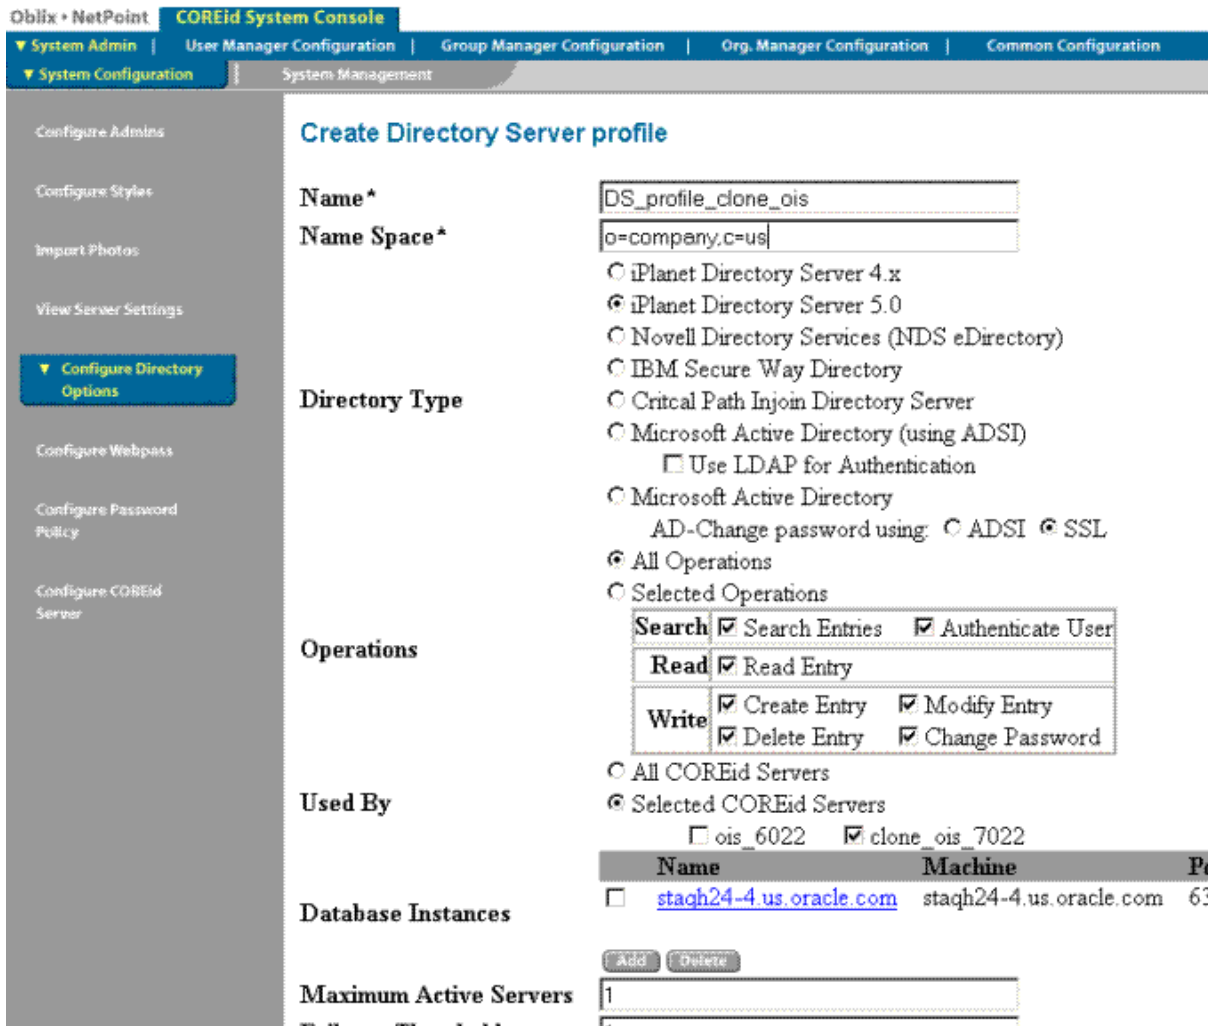 Oblix • NetPoint COREid System Console
▼ System Admin | User Manager Configuration | Group Manager Configuration | Org. Manager Configuration | Common Configuration
▼ System Configuration System Management
Configure Admins
Configure Styles
Import Photos
View Server Settings
▼ Configure Directory
Options
Configure Webpass
Configure Password
Policy
Configure COREid
Server
Create Directory Server profile
Name* DS_profile_clone_ois
Name Space* o=company,c=us
Directory Type
iPlanet Directory Server 4.x
iPlanet Directory Server 5.0
Novell Directory Services (NDS eDirectory)
IBM Secure Way Directory
Critcal Path Injoin Directory Server
Microsoft Active Directory (using ADSI)
Use LDAP for Authentication
Microsoft Active Directory
AD-Change password using: ADSI SSL
Operations
All Operations
Selected Operations
Search Search Entries Authenticate User
Read Read Entry
Write Create Entry Modify Entry
Delete Entry Change Password
Used By
All COREid Servers
Selected COREid Servers
ois_6022 clone_ois_7022
Database Instances
Name Machine
staqh24-4.us.oracle.com staqh24-4.us.oracle.com 63
Add Delete
Maximum Active Servers 1